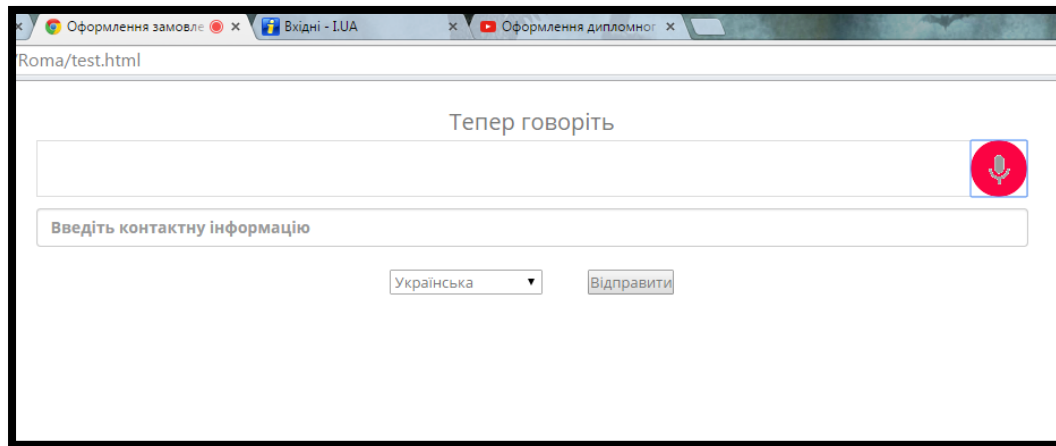 Оформлення замовле
Вхідні - I.UA
Оформлення дипломног
/Roma/test.html
Тепер говоріть
Введіть контактну інформацію
Українська
Відправити